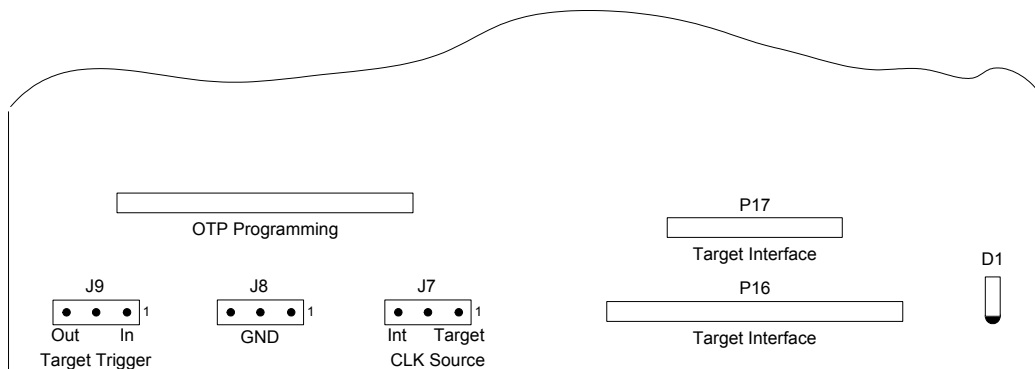 P17
OTP Programming
Target Interface
D1
J9
J8
J7
P16
1
1
1
Out
In
GND
Int
Target
Target Interface
Target Trigger
CLK Source